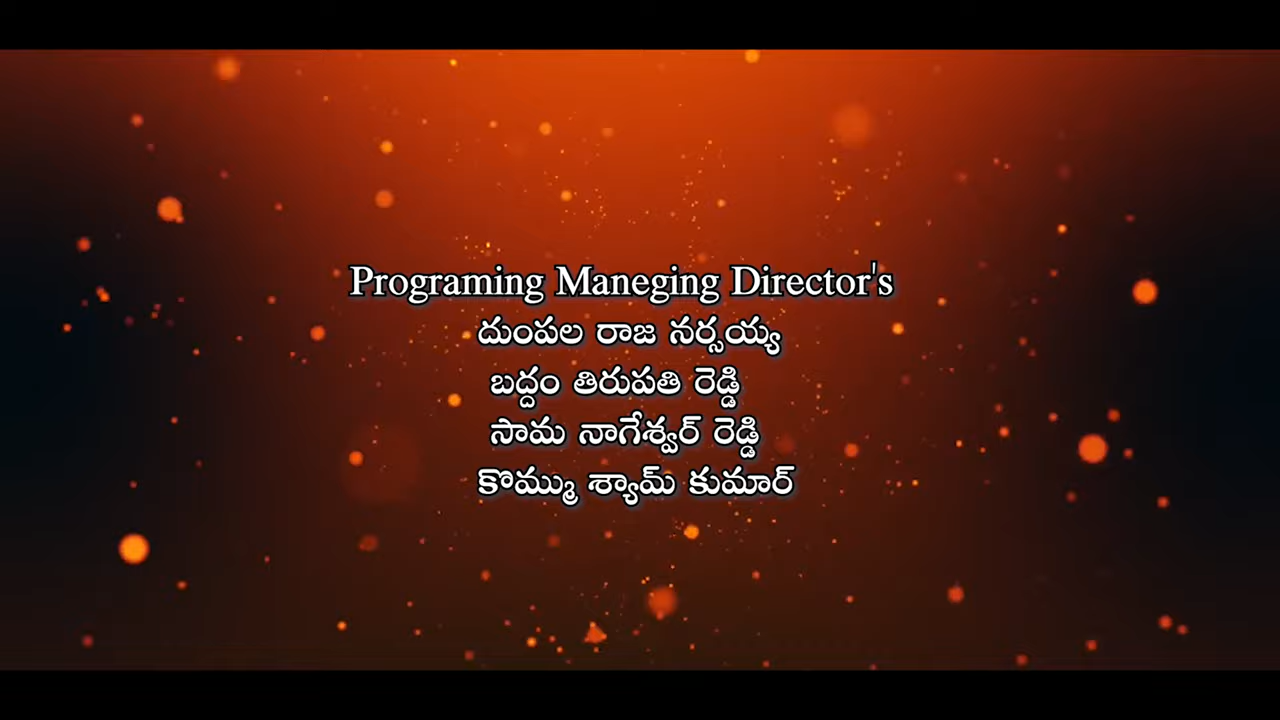 Programing Maneging Director's
దుంపల రాజ నర్సయ్య
బద్దం తిరుపతి రెడ్డి
సామ నాగేశ్వర్ రెడ్డి
కొమ్ము శ్యామ్ కుమార్